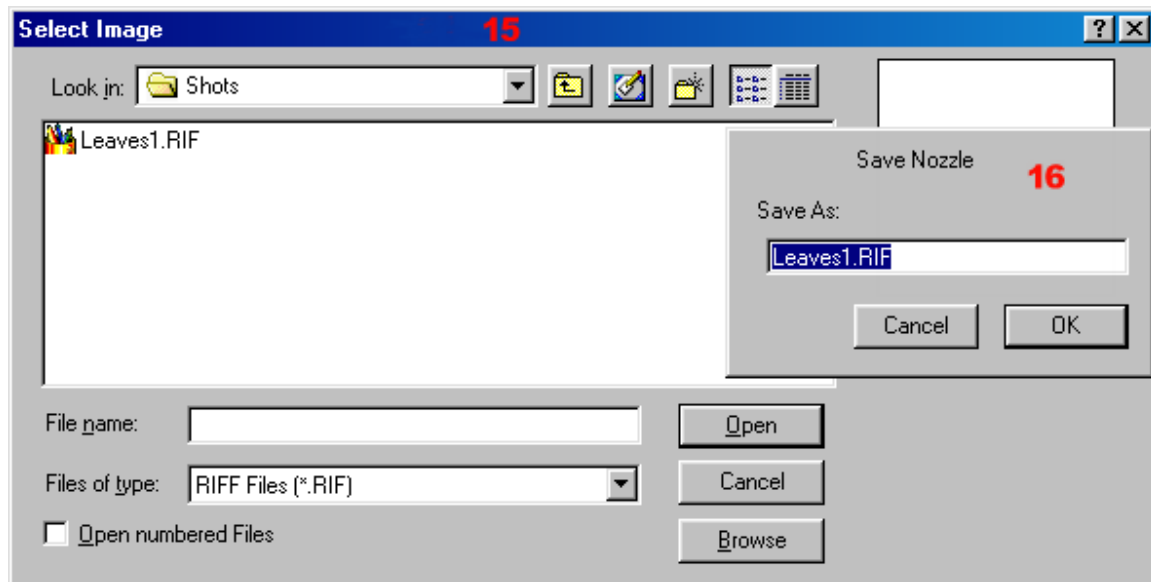 Select Image 15
Look in: Shots
Leaves1.RIF
Save Nozzle 16
Save As:
Leaves1.RIF
Cancel OK
File name: Open
Files of type: RIFF Files (*.RIF) Cancel
Open numbered Files Browse